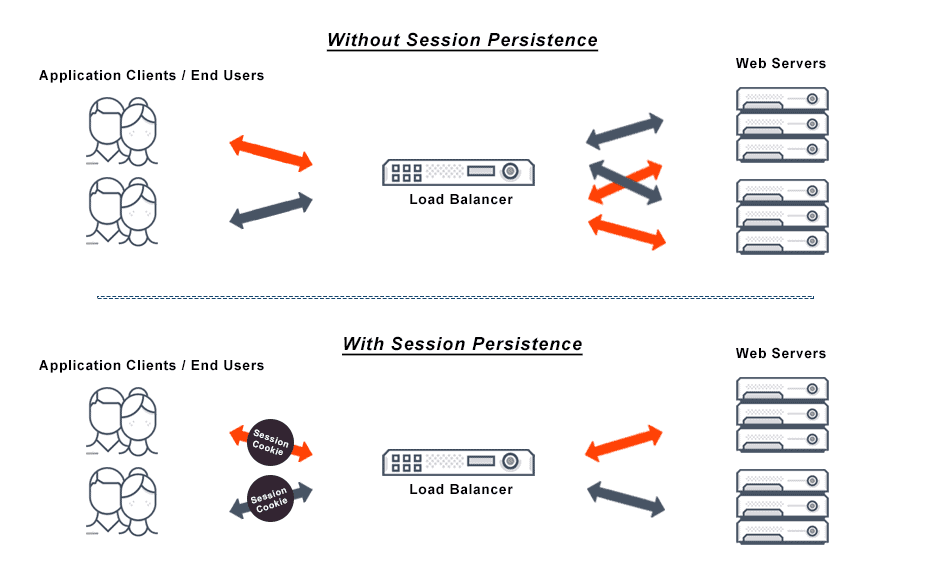 Without Session Persistence
Application Clients / End Users
Web Servers
Load Balancer
With Session Persistence
Application Clients / End Users
Web Servers
Session
Cookie
Session
Cookie
Load Balancer